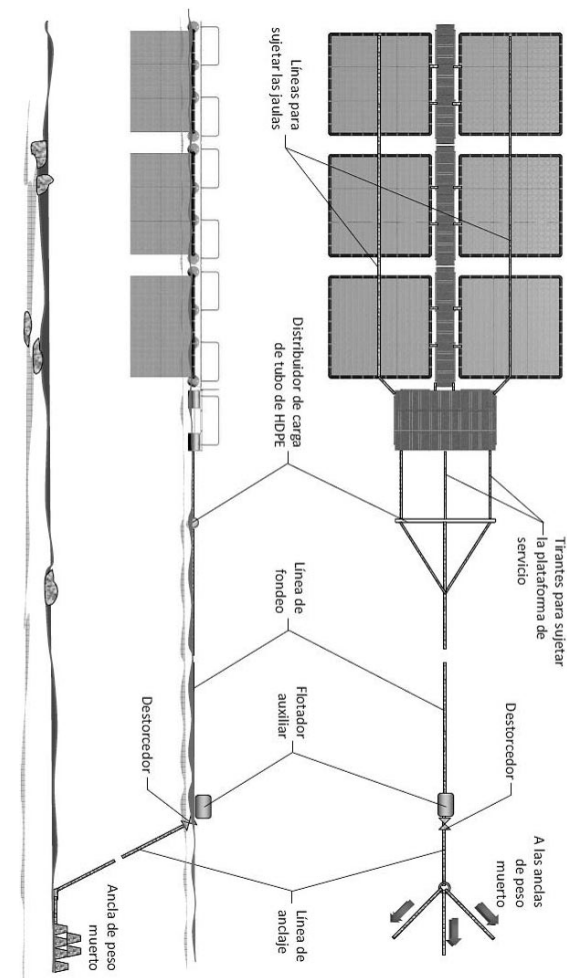 Tirantes para sujetar
la plataforma de
servicio
Destorcedor
A las anclas
de peso
muerto
Líneas para
sujetar las jaulas
Distribuidor de carga
de tubo de HDPE
Línea de
fondeo
Flotador
auxiliar
Línea de
anclaje
Destorcedor
Ancla de peso
muerto